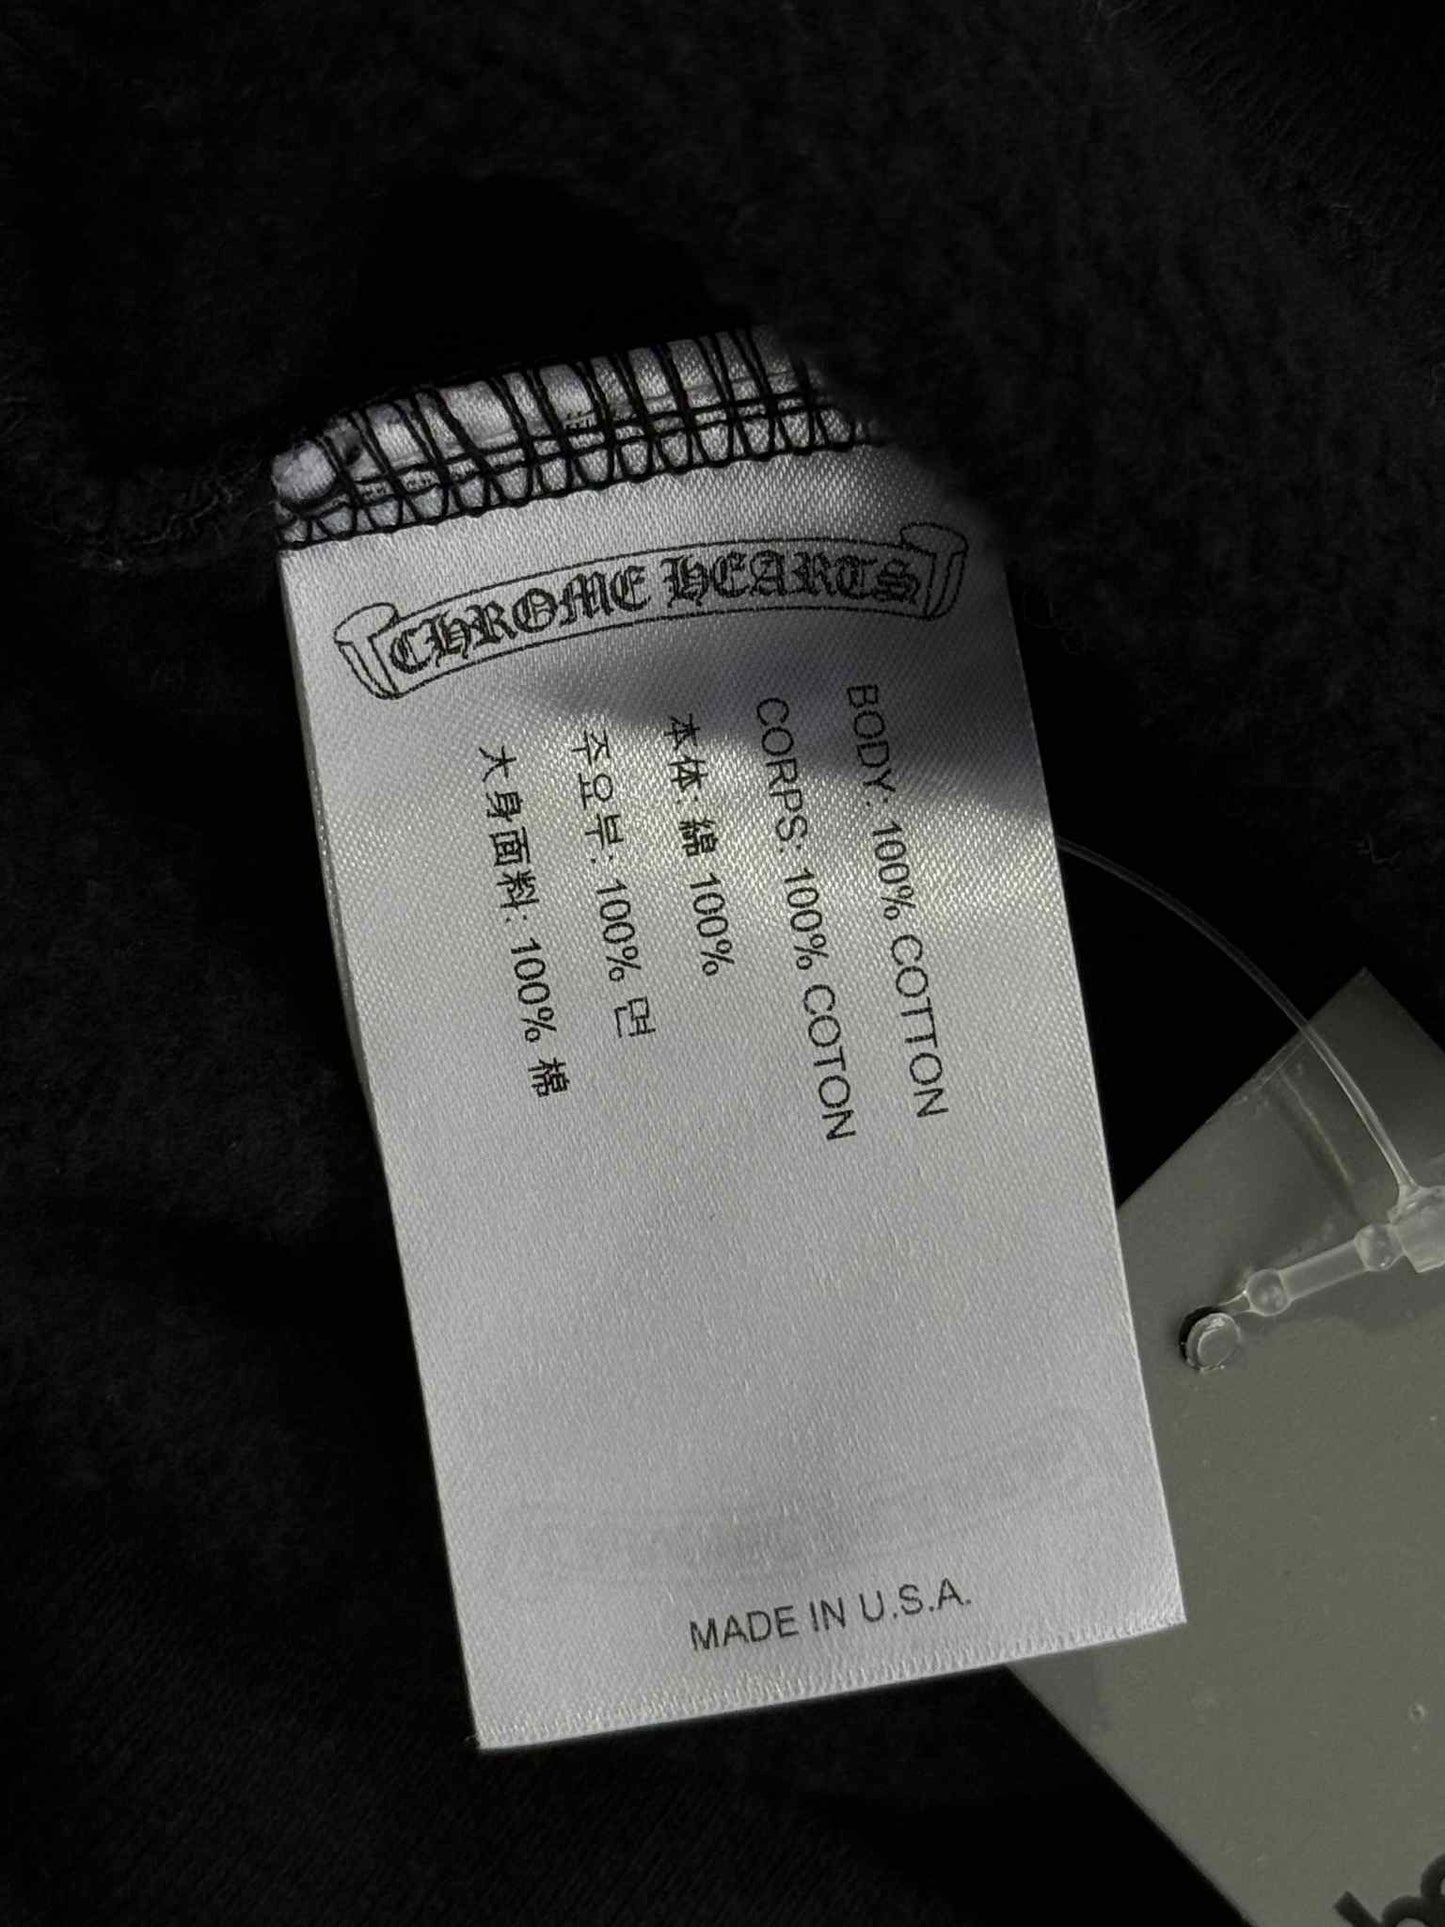 CHROME HEARTS
BODY: 100% COTTON
CORPS: 100% COTON
本体: 綿 100%
주요부: 100% 면
大身面料: 100% 棉
MADE IN U.S.A.